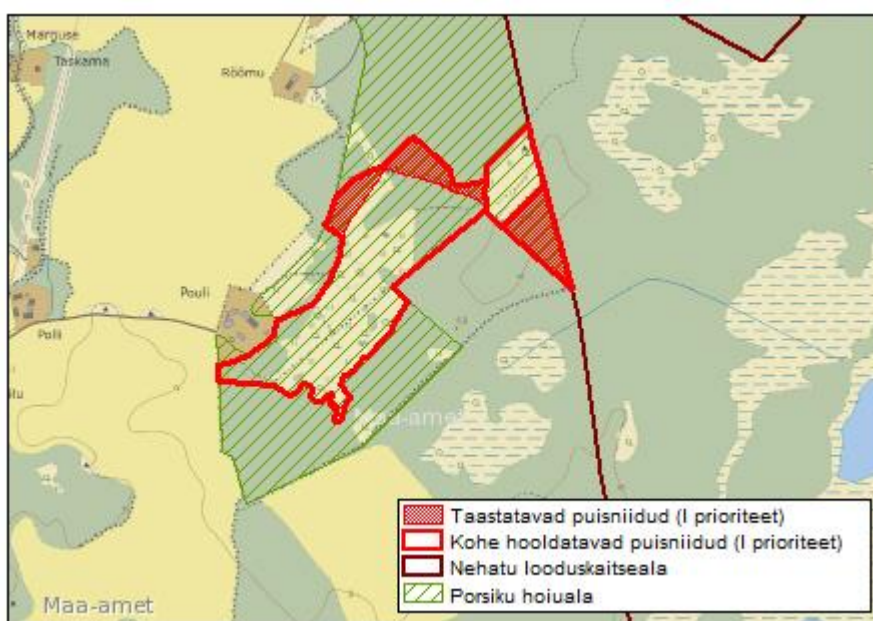 Marguse
Taskama
Röömu
Pouli
Polli
Maa-amet
Taastatavad puisniidud (I prioriteet)
Kohe hooldatavad puisniidud (I prioriteet)
Nehatu looduskaitseala
Porsiku hoiuala
Maa-amet